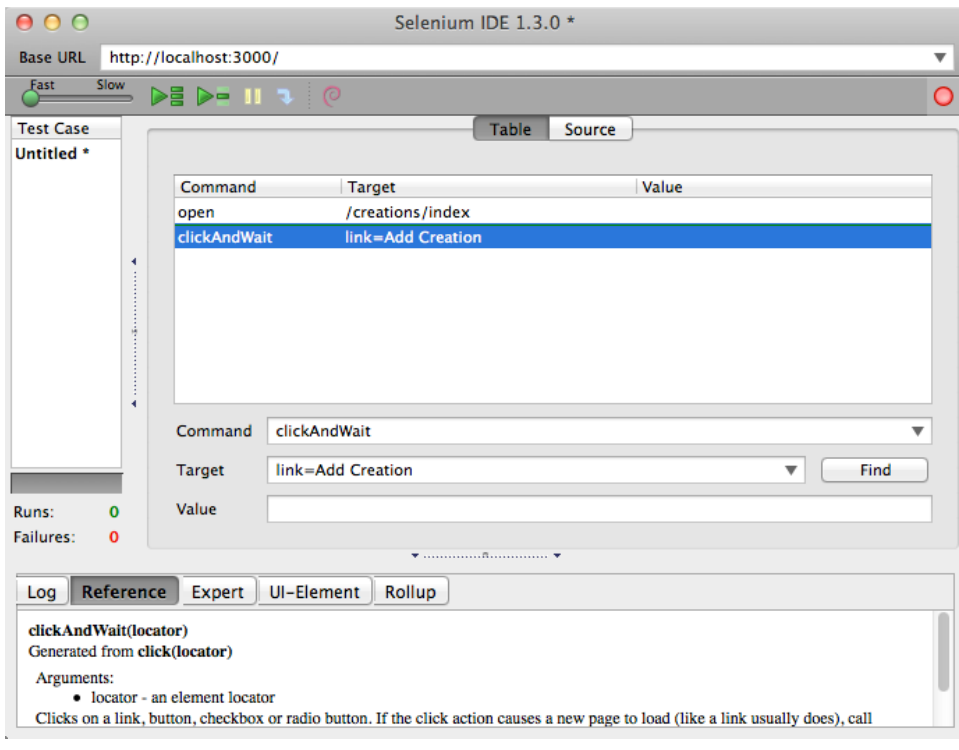 Selenium IDE 1.3.0 *
Base URL http://localhost:3000/
Fast Slow
Test Case
Untitled *
Table Source
Command Target Value
open /creations/index
clickAndWait link=Add Creation
Command clickAndWait
Target link=Add Creation Find
Value
Runs: 0
Failures: 0
Log Reference Expert UI-Element Rollup
clickAndWait(locator)
Generated from click(locator)
Arguments:
• locator - an element locator
Clicks on a link, button, checkbox or radio button. If the click action causes a new page to load (like a link usually does), call